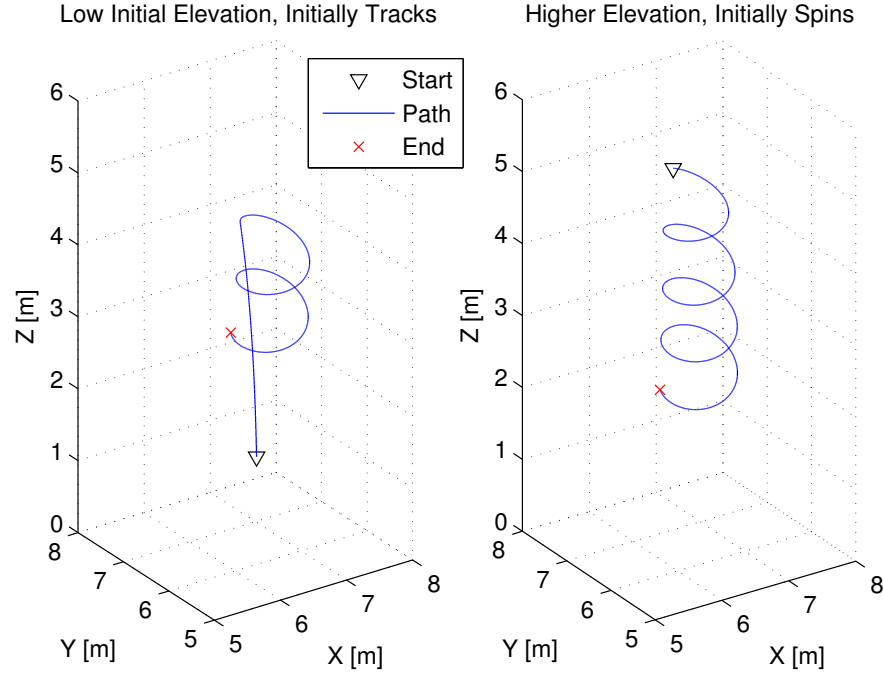 Low Initial Elevation, Initially Tracks
Higher Elevation, Initially Spins
Start
Path
End
6
5
4
3
2
1
0
Z [m]
8
7
6
5
Y [m]
5
6
7
8
X [m]
6
5
4
3
2
1
0
Z [m]
8
7
6
5
Y [m]
5
6
7
8
X [m]